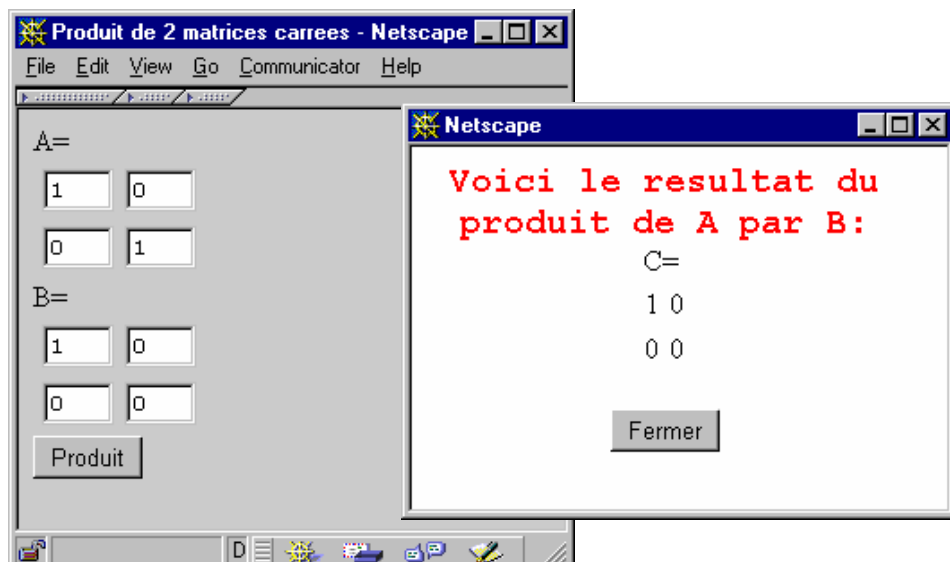 Produit de 2 matrices carrees - Netscape
File Edit View Go Communicator Help
A=
1 0
0 1
B=
1 0
0 0
Produit
D
Netscape
Voici le resultat du
produit de A par B:
C=
1 0
0 0
Fermer